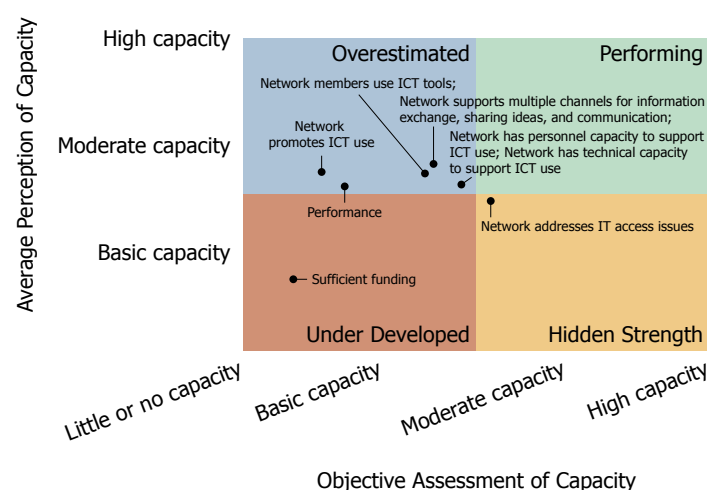 High capacity
Overestimated
Performing
Network members use ICT tools;
Network supports multiple channels for information
exchange, sharing ideas, and communication;
Network
promotes ICT use
Network has personnel capacity to support
ICT use; Network has technical capacity
to support ICT use
Moderate capacity
Average Perception of Capacity
Performance
Network addresses IT access issues
Basic capacity
Sufficient funding
Under Developed
Hidden Strength
Little or no capacity
Basic capacity
Moderate capacity
High capacity
Objective Assessment of Capacity